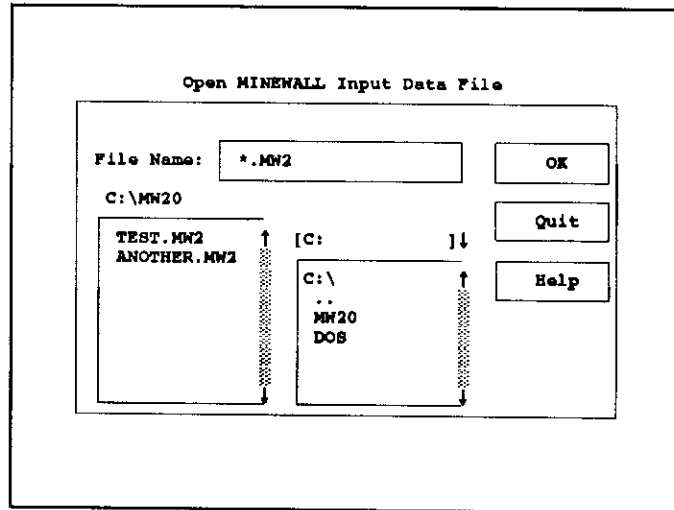 Open MINEWALL Input Data File
File Name: *.MW2
OK
C:\MW20
Quit
TEST.MW2
ANOTHER.MW2
[C: ]↓
Help
C:\
..
MW20
DOS